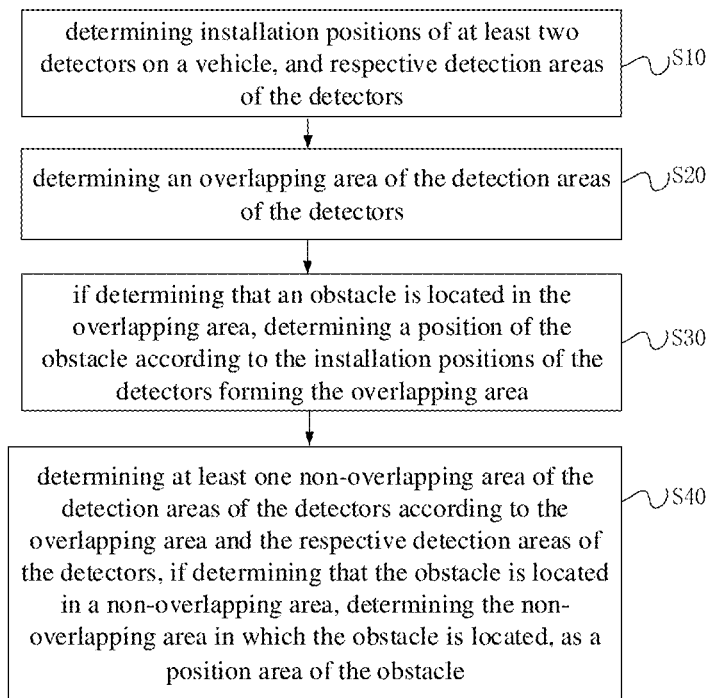 determining installation positions of at least two
detectors on a vehicle, and respective detection areas
of the detectors
S10
determining an overlapping area of the detection areas
of the detectors
S20
if determining that an obstacle is located in the
overlapping area, determining a position of the
obstacle according to the installation positions of the
detectors forming the overlapping area
S30
determining at least one non-overlapping area of the
detection areas of the detectors according to the
overlapping area and the respective detection areas of
the detectors, if determining that the obstacle is located
in a non-overlapping area, determining the non-
overlapping area in which the obstacle is located, as a
position area of the obstacle
S40